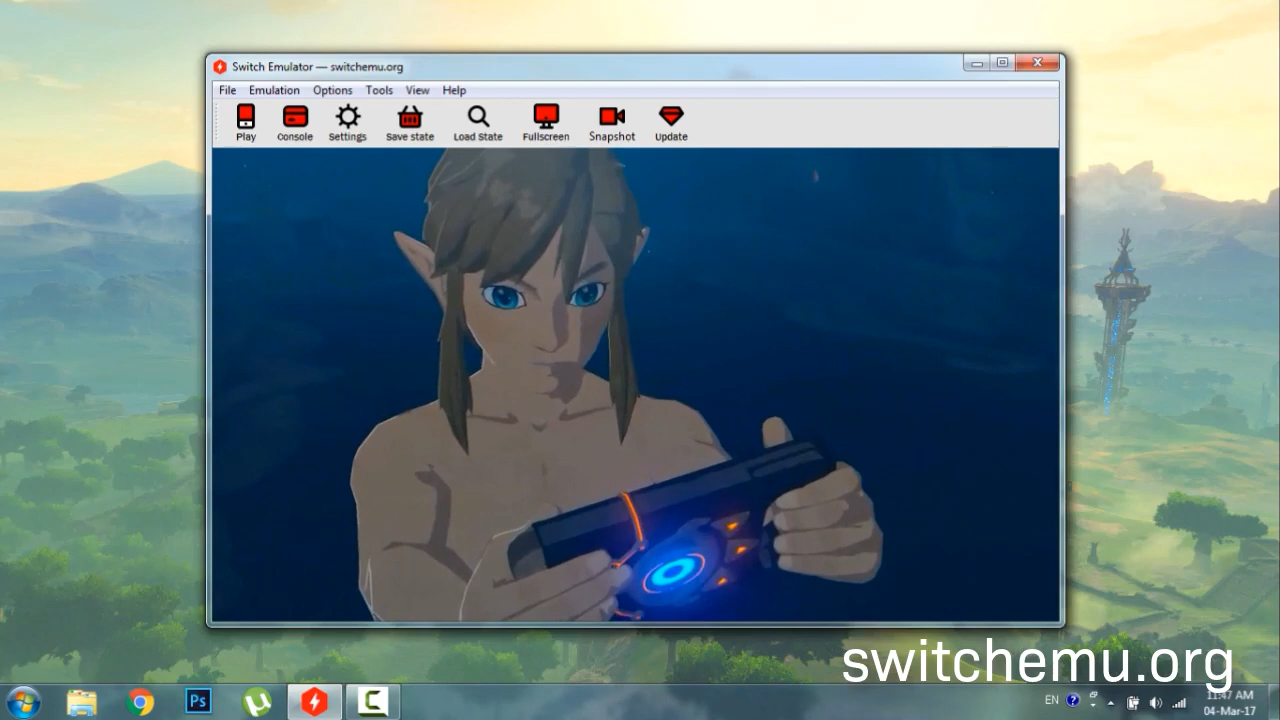 Switch Emulator — switchemu.org
File Emulation Options Tools View Help
Play Console Settings Save state Load State Fullscreen Snapshot Update
switchemu.org
Ps
EN
11:47 AM
04-Mar-17